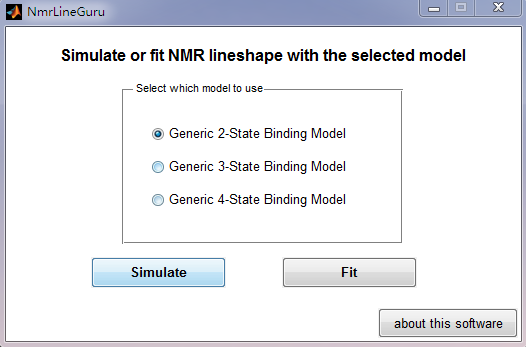 NmrLineGuru
Simulate or fit NMR lineshape with the selected model
Select which model to use
Generic 2-State Binding Model
Generic 3-State Binding Model
Generic 4-State Binding Model
Simulate
Fit
about this software